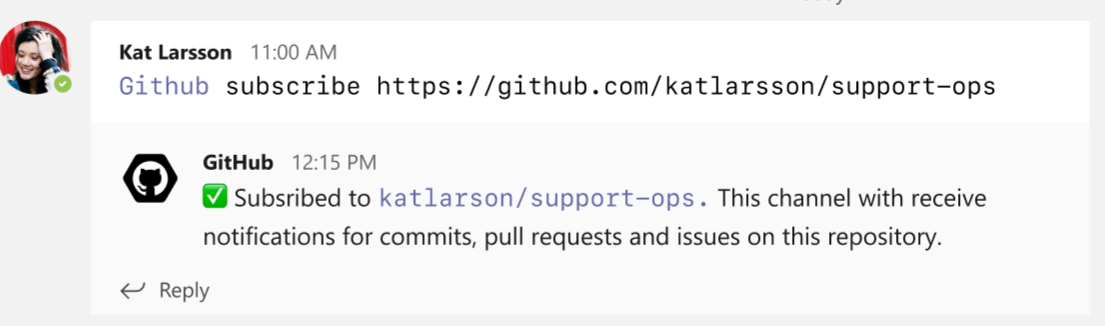 Kat Larsson 11:00 AM
Github subscribe https://github.com/katlarsson/support-ops
GitHub 12:15 PM
✅ Subsribed to katlarson/support-ops. This channel with receive
notifications for commits, pull requests and issues on this repository.
Reply